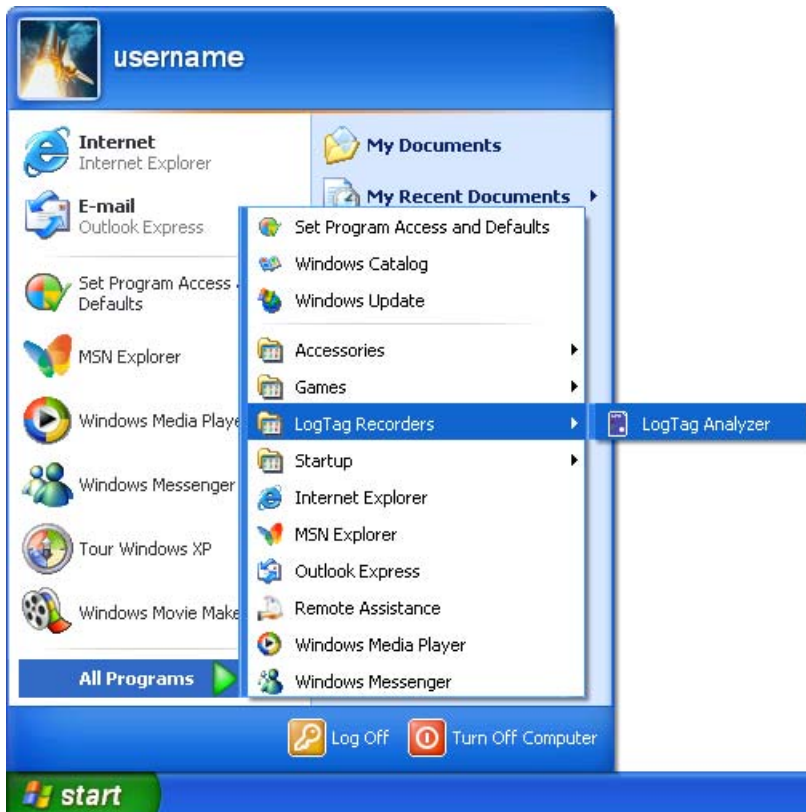 username
Internet
Internet Explorer
E-mail
Outlook Express
Set Program Access
Defaults
MSN Explorer
Windows Media Playe
Windows Messenger
Tour Windows XP
Windows Movie Make
All Programs
My Documents
My Recent Documents
Set Program Access and Defaults
Windows Catalog
Windows Update
Accessories
Games
LogTag Recorders
Startup
Internet Explorer
MSN Explorer
Outlook Express
Remote Assistance
Windows Media Player
Windows Messenger
LogTag Analyzer
Log Off
Turn Off Computer
start